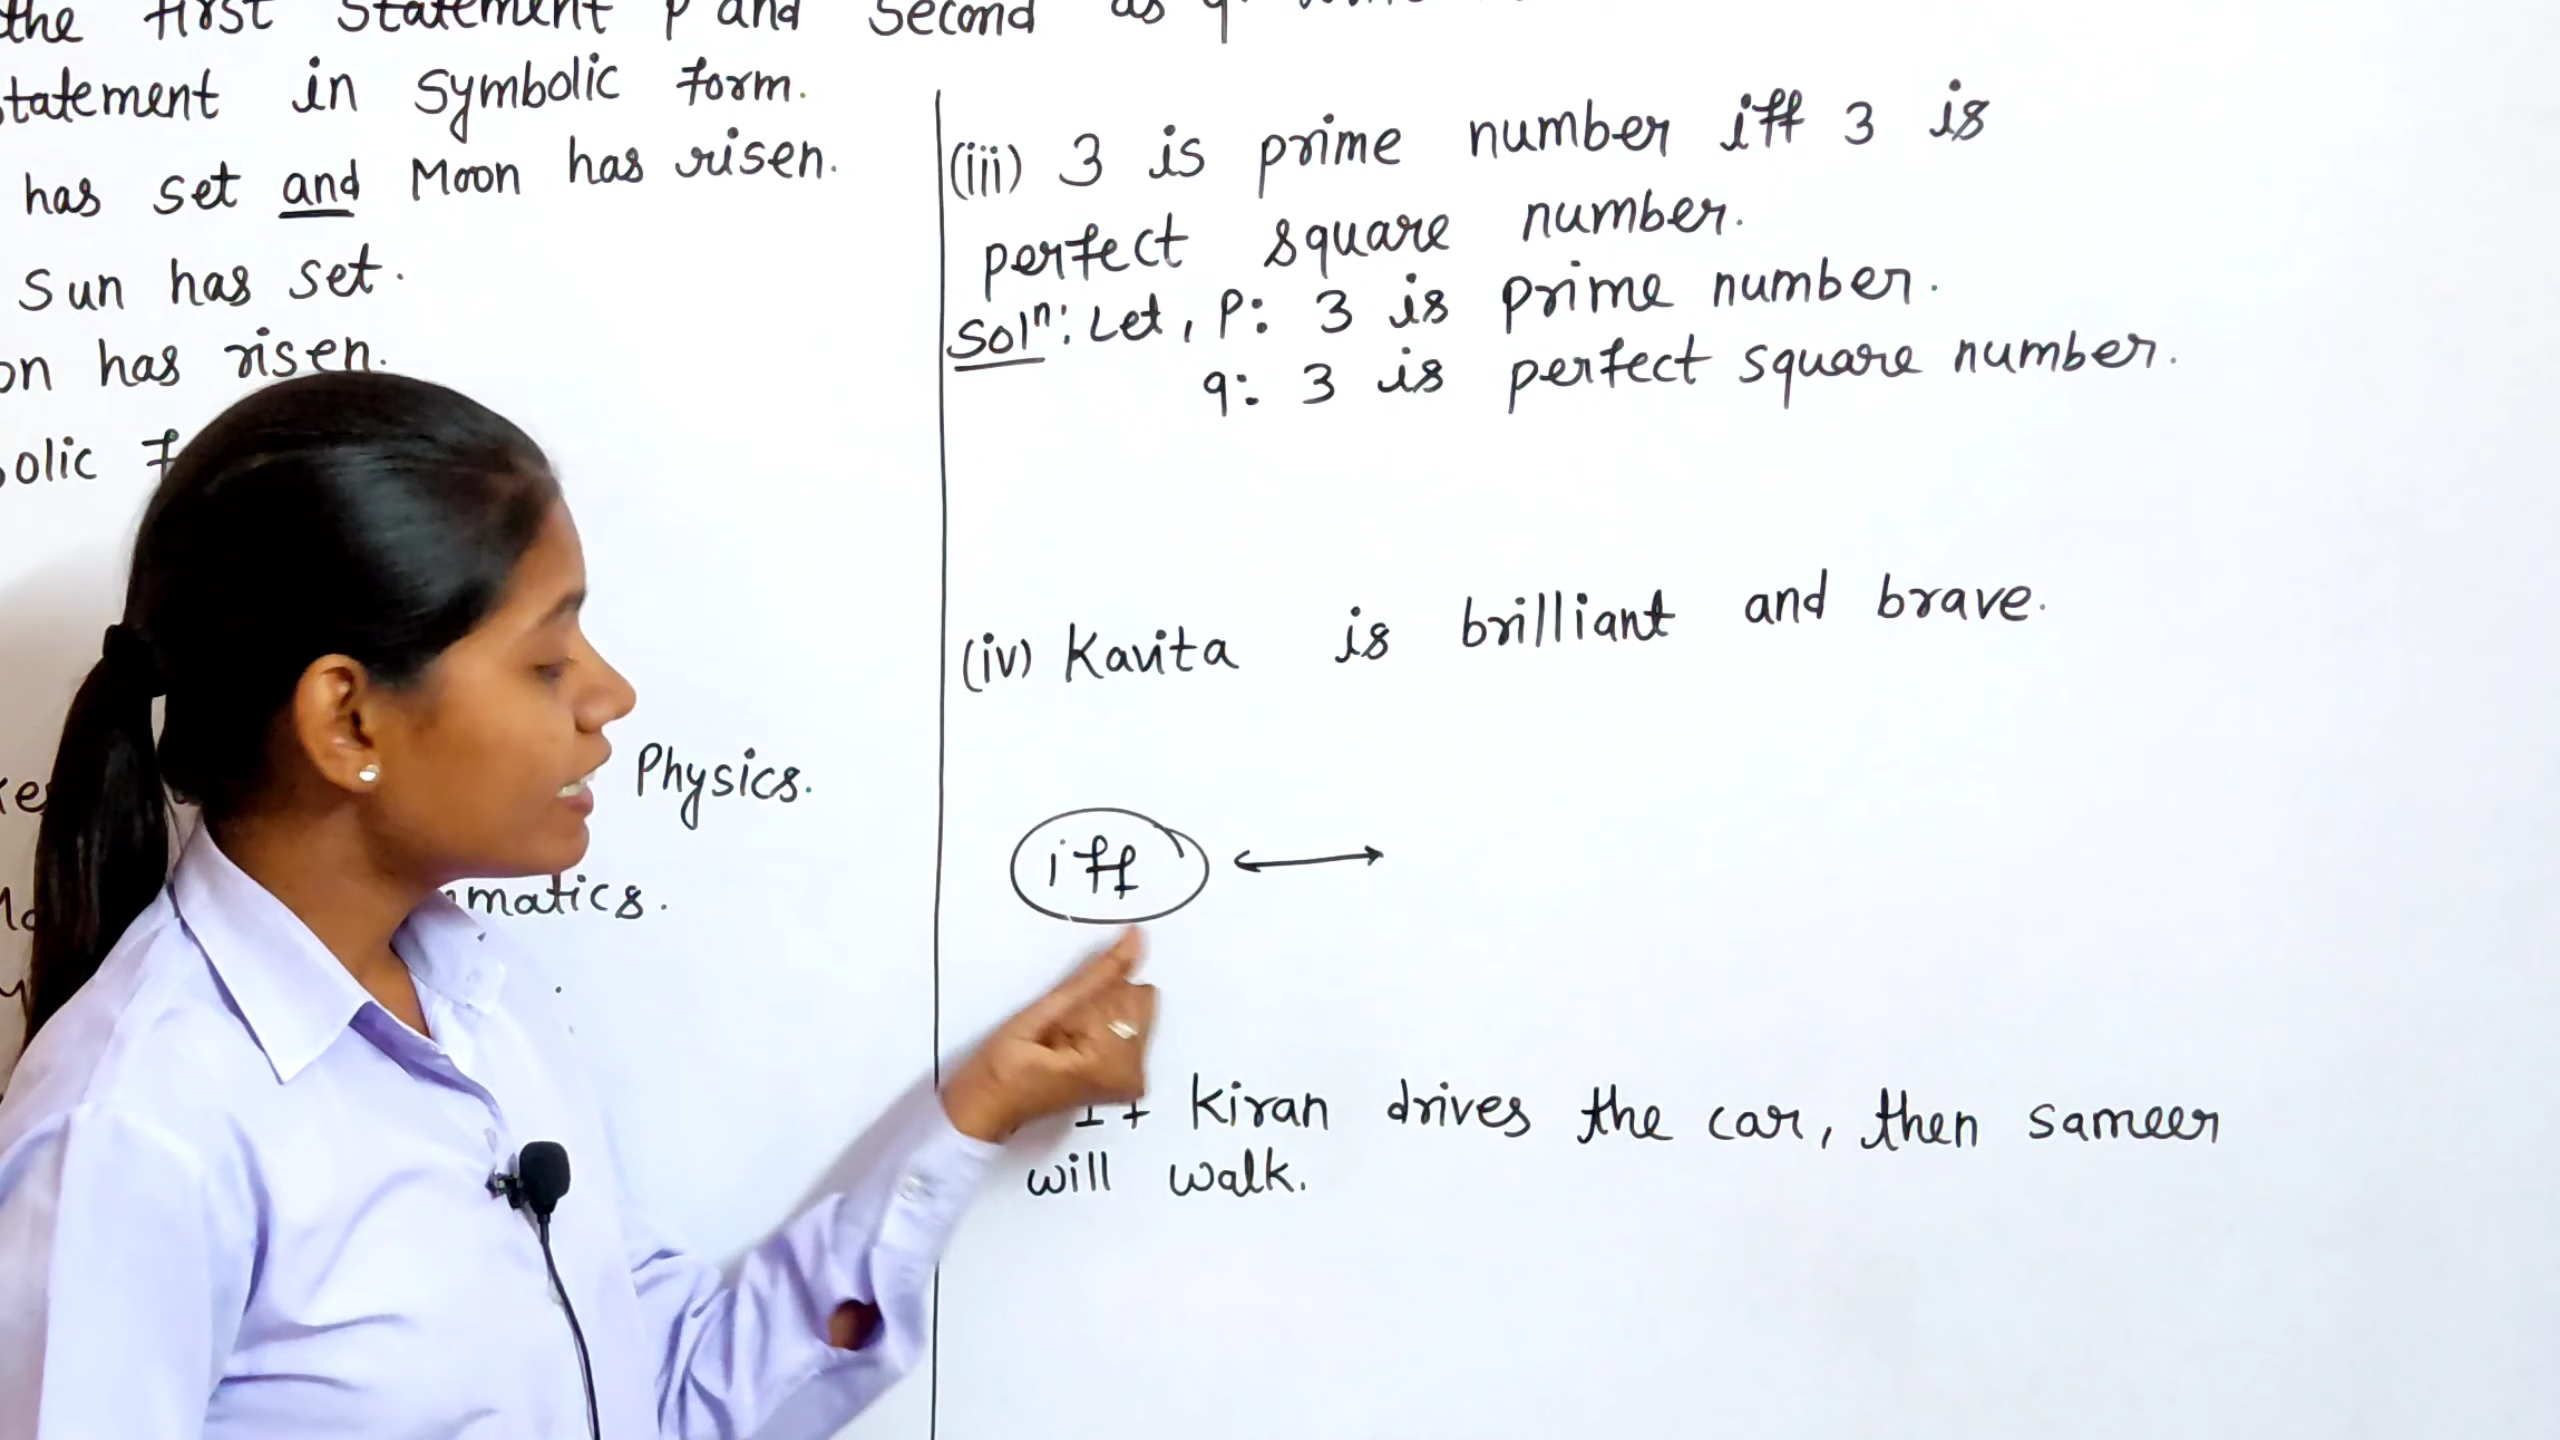 the first statement p and second as q.
statement in symbolic form.
has set and Moon has risen.
Sun has set.
has risen.
Physics.
(iii) 3 is prime number iff 3 is
perfect square number.
Solⁿ: Let, P: 3 is prime number.
q: 3 is perfect square number.
(iv) Kavita is brilliant and brave.
iff ⟷
If Kiran drives the car, then Sameer
will walk.